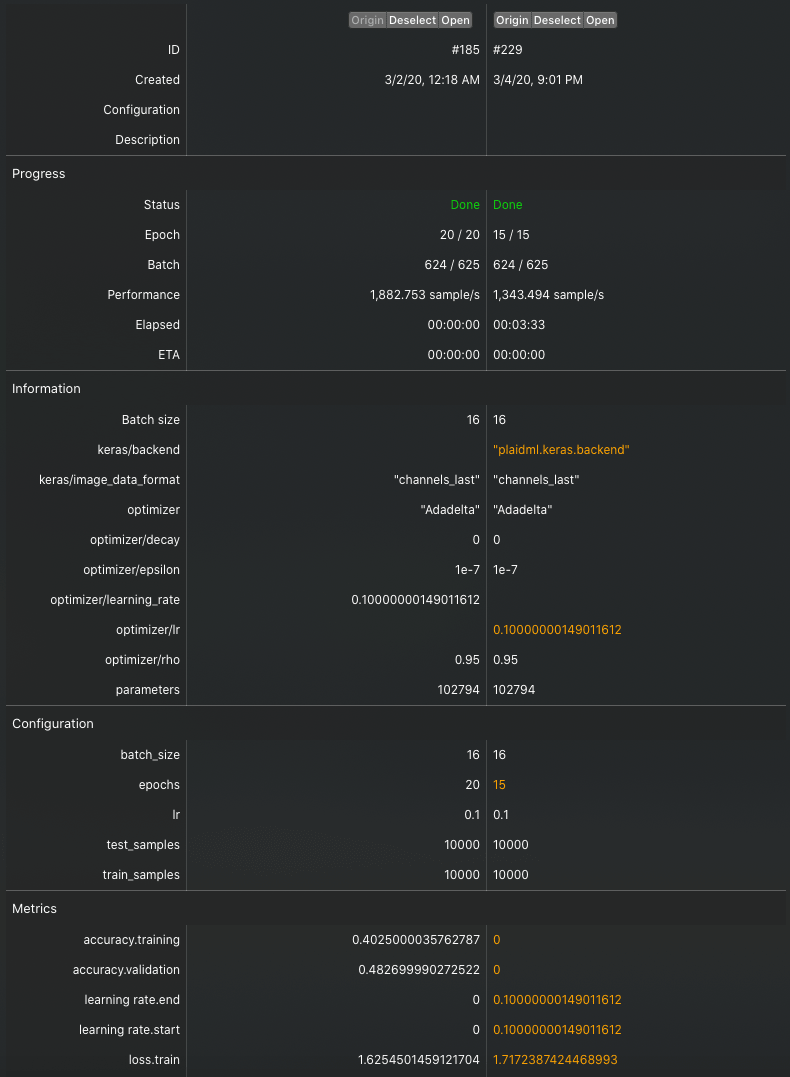 Origin Deselect Open Origin Deselect Open
ID #185 #229
Created 3/2/20, 12:18 AM 3/4/20, 9:01 PM
Configuration
Description
Progress
Status Done Done
Epoch 20 / 20 15 / 15
Batch 624 / 625 624 / 625
Performance 1,882.753 sample/s 1,343.494 sample/s
Elapsed 00:00:00 00:03:33
ETA 00:00:00 00:00:00
Information
Batch size 16 16
keras/backend "plaidml.keras.backend"
keras/image_data_format "channels_last" "channels_last"
optimizer "Adadelta" "Adadelta"
optimizer/decay 0 0
optimizer/epsilon 1e-7 1e-7
optimizer/learning_rate 0.10000000149011612
optimizer/lr 0.10000000149011612
optimizer/rho 0.95 0.95
parameters 102794 102794
Configuration
batch_size 16 16
epochs 20 15
lr 0.1 0.1
test_samples 10000 10000
train_samples 10000 10000
Metrics
accuracy.training 0.4025000035762787 0
accuracy.validation 0.482699990272522 0
learning rate.end 0 0.10000000149011612
learning rate.start 0 0.10000000149011612
loss.train 1.6254501459121704 1.7172387424468993